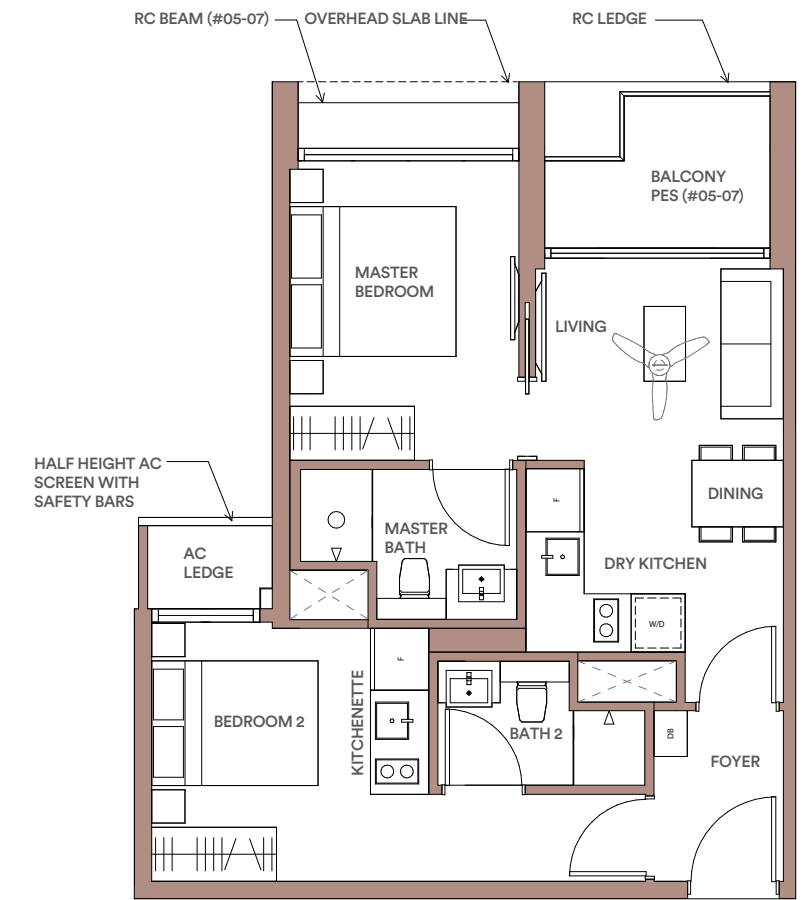 RC BEAM (#05-07)
OVERHEAD SLAB LINE
RC LEDGE
BALCONY
PES (#05-07)
MASTER
BEDROOM
LIVING
HALF HEIGHT AC
SCREEN WITH
SAFETY BARS
DINING
F
MASTER
BATH
AC
LEDGE
DRY KITCHEN
W/D
F
KITCHENETTE
BEDROOM 2
BATH 2
DB
FOYER